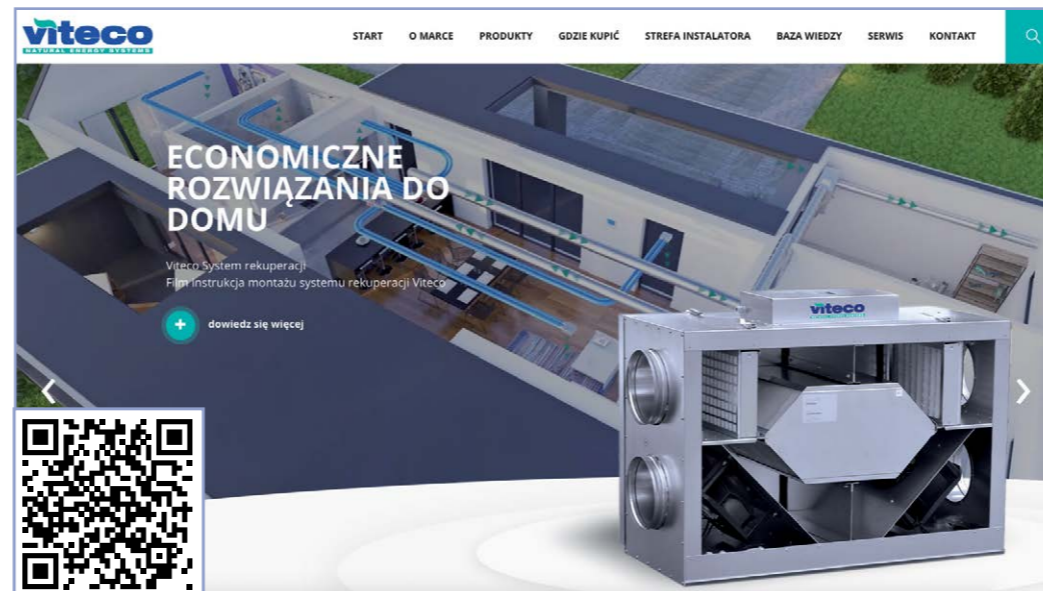 viteco
NATURAL ENERGY SYSTEMS
START O MARCE PRODUKTY GDZIE KUPIĆ STREFA INSTALATORA BAZA WIEDZY SERWIS KONTAKT
ECONOMICZNE
ROZWIĄZANIA DO
DOMU
Viteco System rekuperacji
Film instrukcja montażu systemu rekuperacji Viteco
dowiedz się więcej
viteco